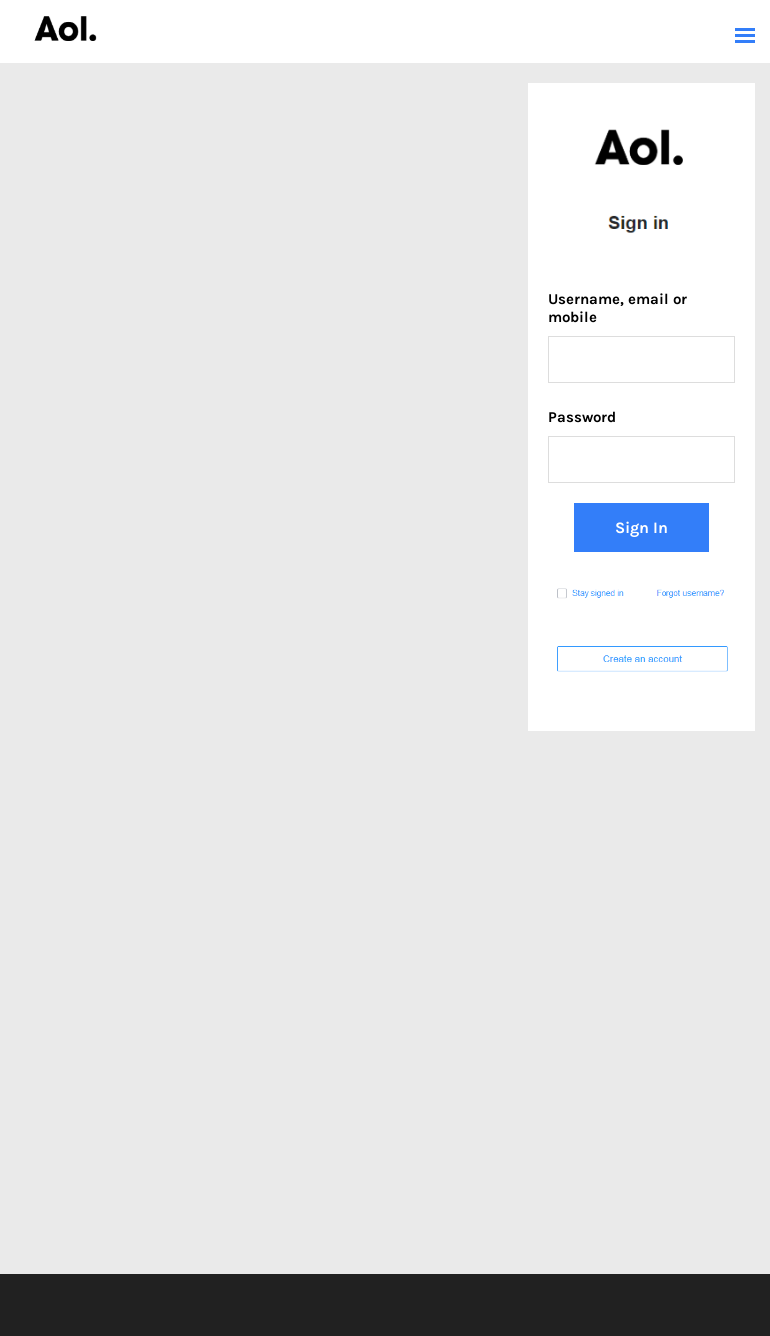 Aol.
Aol.
Sign in
Username, email or
mobile
Password
Sign In
Stay signed in
Forgot username?
Create an account